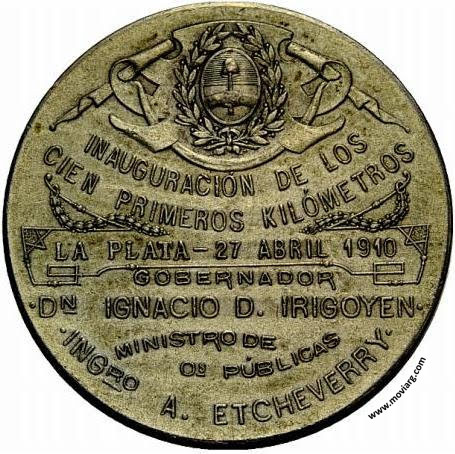 INAUGURACIÓN DE LOS
CIEN PRIMEROS KILÓMETROS
LA PLATA - 27 ABRIL 1910
GOBERNADOR
· DN IGNACIO D. IRIGOYEN ·
MINISTRO DE
OS PÚBLICAS
· INGRO A. ETCHEVERRY ·
www.moviarg.com